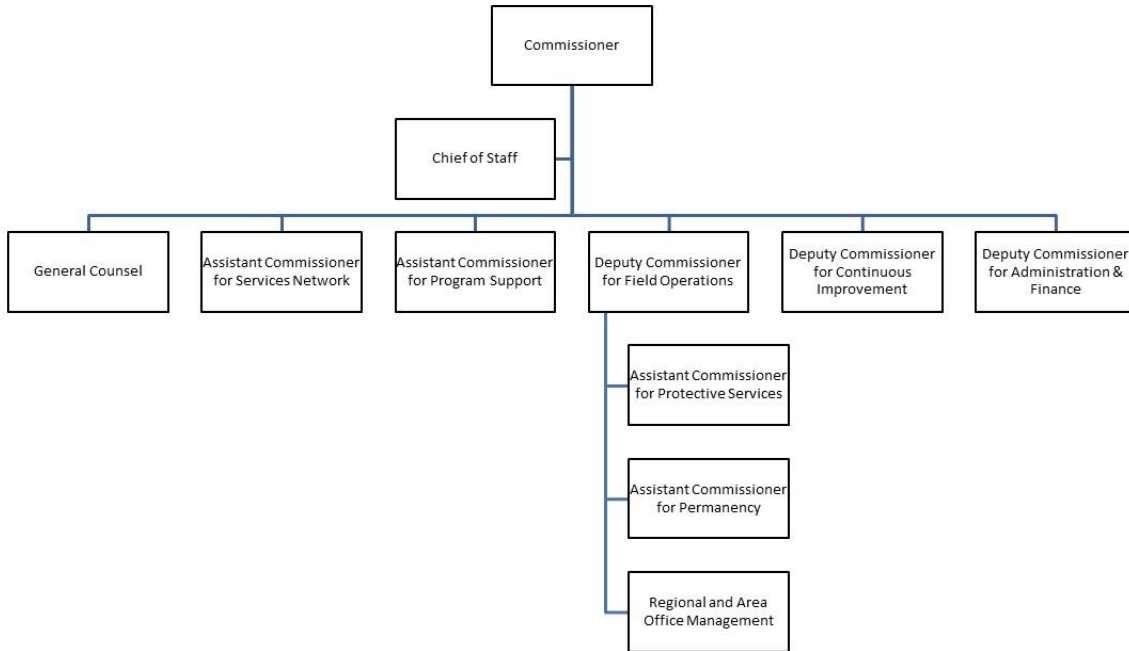 Commissioner
Chief of Staff
General Counsel
Assistant Commissioner
for Services Network
Assistant Commissioner
for Program Support
Deputy Commissioner
for Field Operations
Deputy Commissioner
for Continuous
Improvement
Deputy Commissioner
for Administration &
Finance
Assistant Commissioner
for Protective Services
Assistant Commissioner
for Permanency
Regional and Area
Office Management